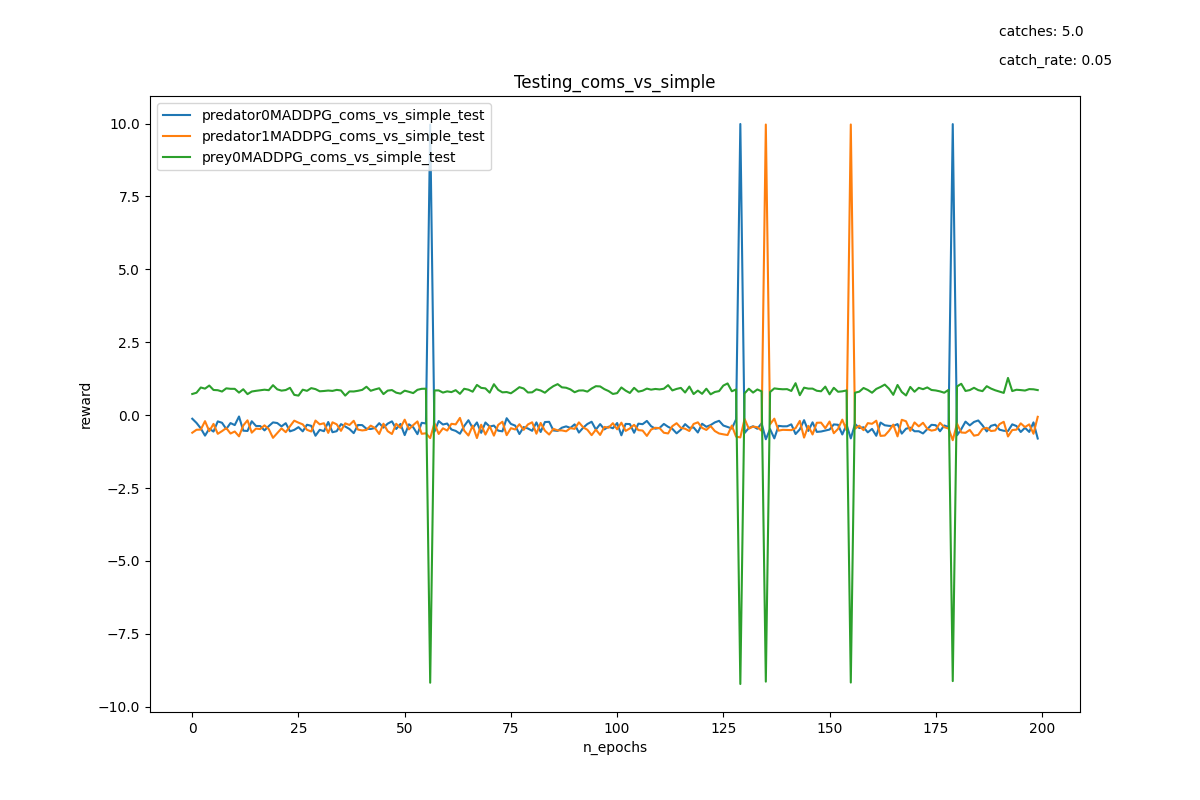 catches: 5.0
catch_rate: 0.05
Testing_coms_vs_simple
predator0MADDPG_coms_vs_simple_test
predator1MADDPG_coms_vs_simple_test
prey0MADDPG_coms_vs_simple_test
10.0
7.5
5.0
2.5
0.0
−2.5
−5.0
−7.5
−10.0
reward
0 25 50 75 100 125 150 175 200
n_epochs